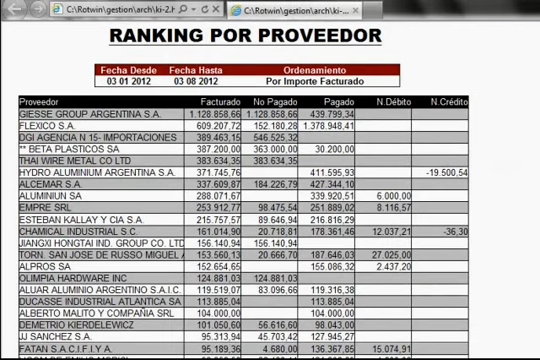 C:\Rotwin\gestion\arch\ki-2.h
C:\Rotwin\gestion\arch\ki-...
RANKING POR PROVEEDOR
Fecha Desde Fecha Hasta Ordenamiento
03 01 2012 03 08 2012 Por Importe Facturado
Proveedor Facturado No Pagado Pagado N.Débito N.Crédito
GIESSE GROUP ARGENTINA S.A. 1.128.858,66 1.128.858,66 439.799,34
FLEXICO S.A. 609.207,72 152.180,28 1.378.948,41
DGI AGENCIA N 15- IMPORTACIONES 389.463,15 546.525,32
** BETA PLASTICOS SA 387.200,00 363.000,00 30.200,00
THAI WIRE METAL CO LTD 383.634,35 383.634,35
HYDRO ALUMINIUM ARGENTINA S.A. 371.745,76 411.595,93 -19.500,54
ALCEMAR S.A. 337.609,87 184.226,79 427.344,10
ALUMINIUN SA 288.071,67 339.920,51 6.000,00
EMPRE SRL 253.912,77 98.475,54 251.889,02 8.116,57
ESTEBAN KALLAY Y CIA S.A. 215.757,57 89.646,94 216.816,29
CHAMICAL INDUSTRIAL S.C. 161.014,90 20.718,81 178.361,46 12.037,21 -36,30
JIANGXI HONGTAI IND. GROUP CO. LTD 156.140,94 156.140,94
TORN. SAN JOSE DE RUSSO MIGUEL A 153.560,13 20.066,20 187.646,03 27.025,00
ALPROS SA 152.654,65 155.086,32 2.437,20
OLIMPIA HARDWARE INC 124.881,03 124.881,03
ALUAR ALUMINIO ARGENTINO S.A.I.C. 119.519,07 83.096,66 119.316,38
DUCASSE INDUSTRIAL ATLANTICA SA 113.885,04 113.885,04
ALBERTO MALITO Y COMPAÑIA SRL 104.000,00 104.000,00
DEMETRIO KIERDELEWICZ 101.050,60 56.616,60 98.043,00
JJ SANCHEZ S.A. 95.313,94 45.703,42 127.945,27
FATAN S.A.C.I.F.I.Y A. 95.189,36 4.680,00 136.367,85 15.074,91